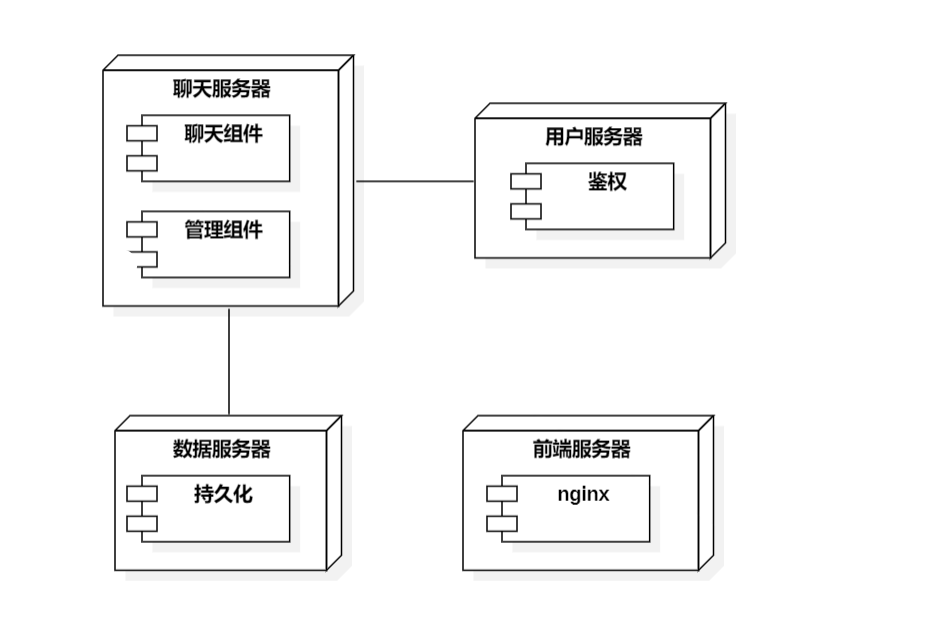 聊天服务器
聊天组件
管理组件
用户服务器
鉴权
数据服务器
持久化
前端服务器
nginx